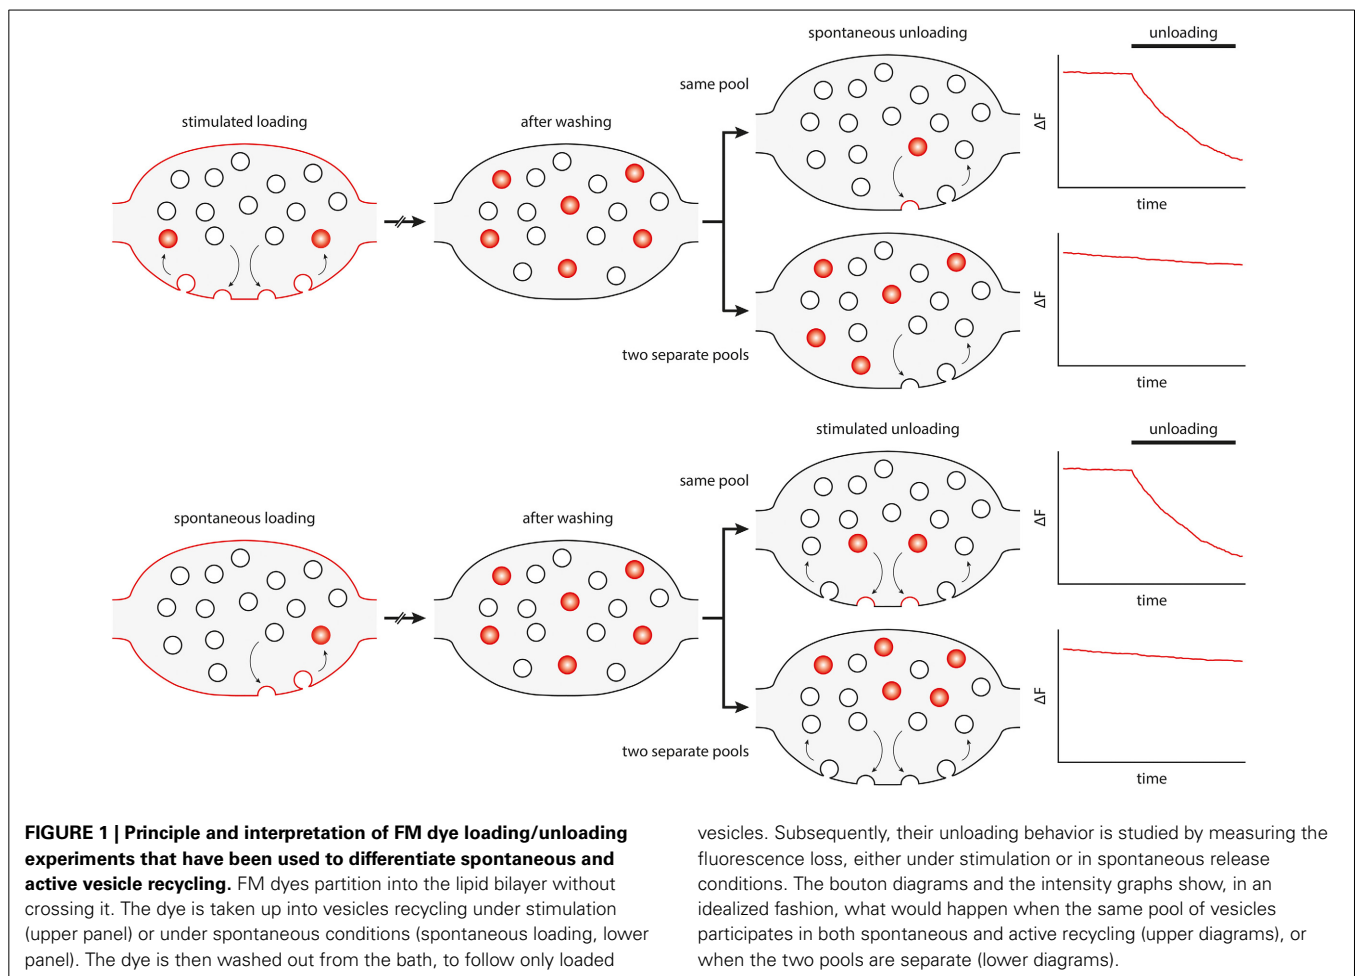 spontaneous unloading
unloading
same pool
ΔF
time
stimulated loading
after washing
two separate pools
ΔF
time
stimulated unloading
unloading
same pool
ΔF
time
spontaneous loading
after washing
two separate pools
ΔF
time
FIGURE 1 | Principle and interpretation of FM dye loading/unloading
experiments that have been used to differentiate spontaneous and
active vesicle recycling. FM dyes partition into the lipid bilayer without
crossing it. The dye is taken up into vesicles recycling under stimulation
(upper panel) or under spontaneous conditions (spontaneous loading, lower
panel). The dye is then washed out from the bath, to follow only loaded
vesicles. Subsequently, their unloading behavior is studied by measuring the
fluorescence loss, either under stimulation or in spontaneous release
conditions. The bouton diagrams and the intensity graphs show, in an
idealized fashion, what would happen when the same pool of vesicles
participates in both spontaneous and active recycling (upper diagrams), or
when the two pools are separate (lower diagrams).